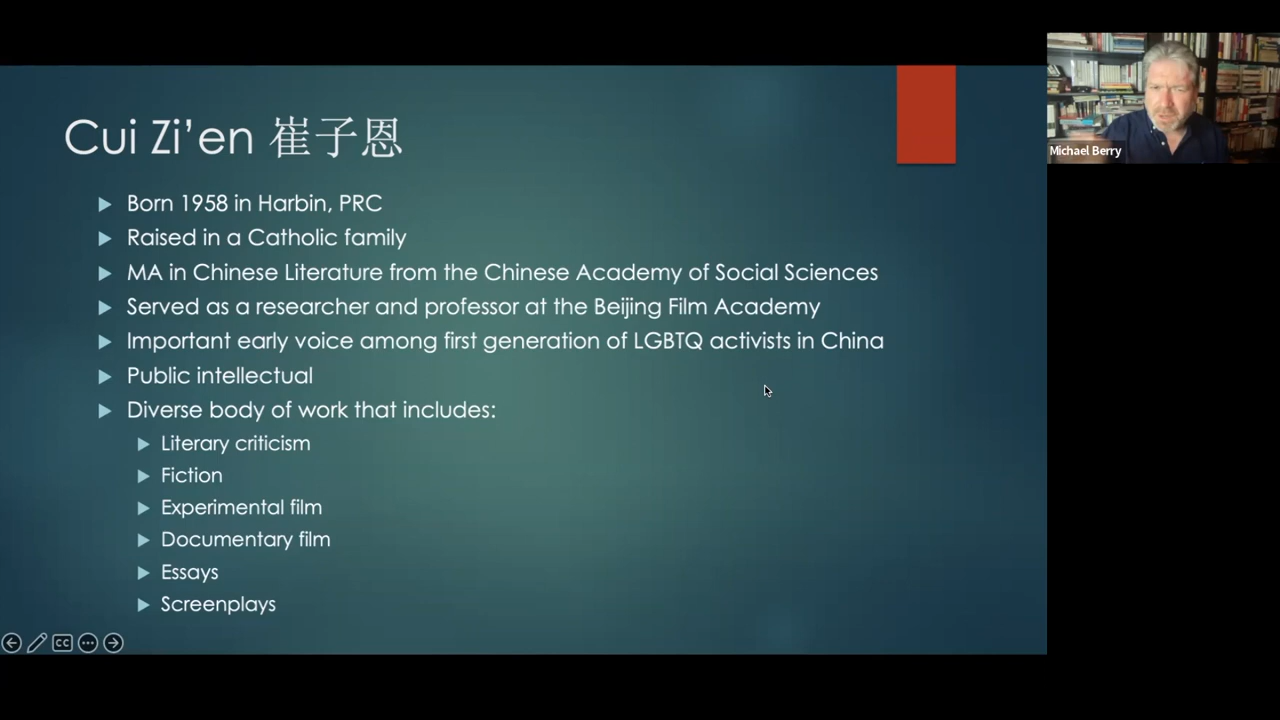 Cui Zi’en 崔子恩
Born 1958 in Harbin, PRC
Raised in a Catholic family
MA in Chinese Literature from the Chinese Academy of Social Sciences
Served as a researcher and professor at the Beijing Film Academy
Important early voice among first generation of LGBTQ activists in China
Public intellectual
Diverse body of work that includes:
Literary criticism
Fiction
Experimental film
Documentary film
Essays
Screenplays
CC
Michael Berry